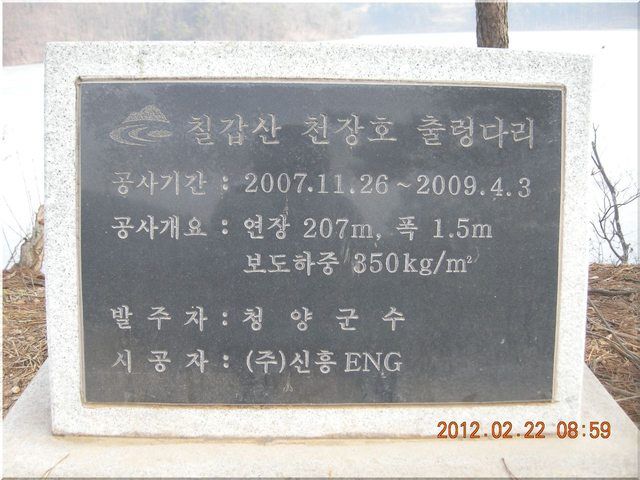 칠갑산 천장호 출렁다리
공사기간 : 2007.11.26 ~ 2009.4.3
공사개요 : 연장 207m, 폭 1.5m
보도하중 350kg/m²
발 주 자 : 청 양 군 수
시 공 자 : (주)신흥 ENG
2012.02.22 08:59